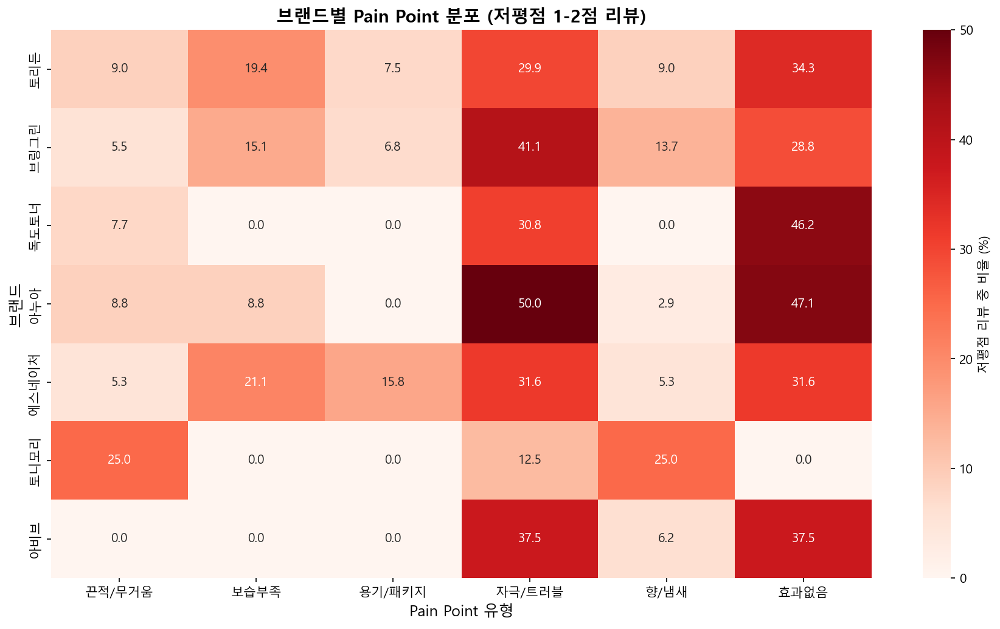 브랜드별 Pain Point 분포 (저평점 1-2점 리뷰)
브랜드
토리든 9.0 19.4 7.5 29.9 9.0 34.3
브링그린 5.5 15.1 6.8 41.1 13.7 28.8
독도토너 7.7 0.0 0.0 30.8 0.0 46.2
아누아 8.8 8.8 0.0 50.0 2.9 47.1
에스네이처 5.3 21.1 15.8 31.6 5.3 31.6
토니모리 25.0 0.0 0.0 12.5 25.0 0.0
아비브 0.0 0.0 0.0 37.5 6.2 37.5
끈적/무거움 보습부족 용기/패키지 자극/트러블 향/냄새 효과없음
Pain Point 유형
50
40
30
20
10
0
저평점 리뷰 중 비율 (%)